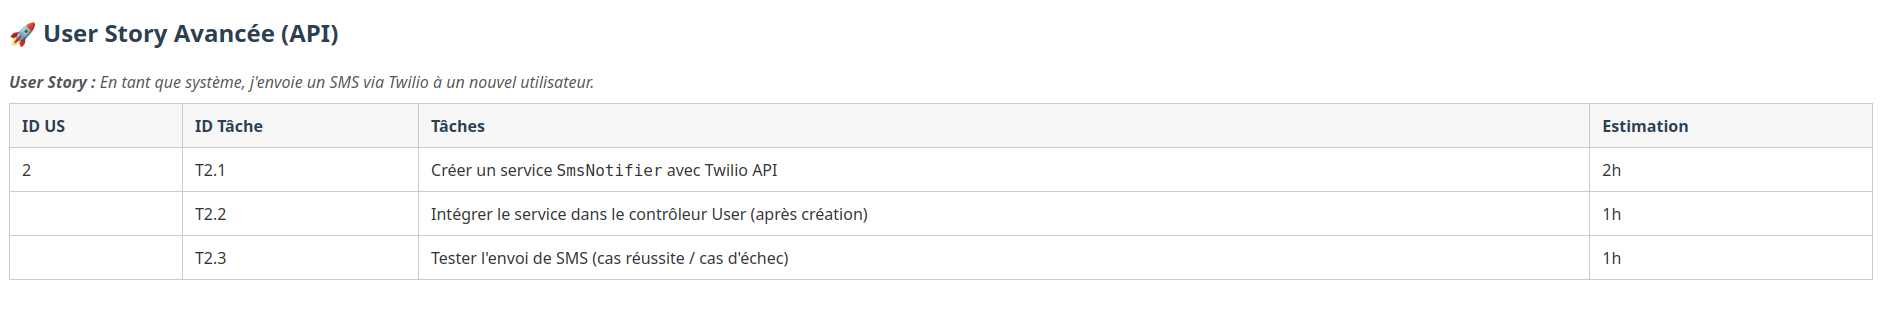 🚀 User Story Avancée (API)
User Story : En tant que système, j'envoie un SMS via Twilio à un nouvel utilisateur.
ID US ID Tâche Tâches Estimation
2 T2.1 Créer un service SmsNotifier avec Twilio API 2h
T2.2 Intégrer le service dans le contrôleur User (après création) 1h
T2.3 Tester l'envoi de SMS (cas réussite / cas d'échec) 1h